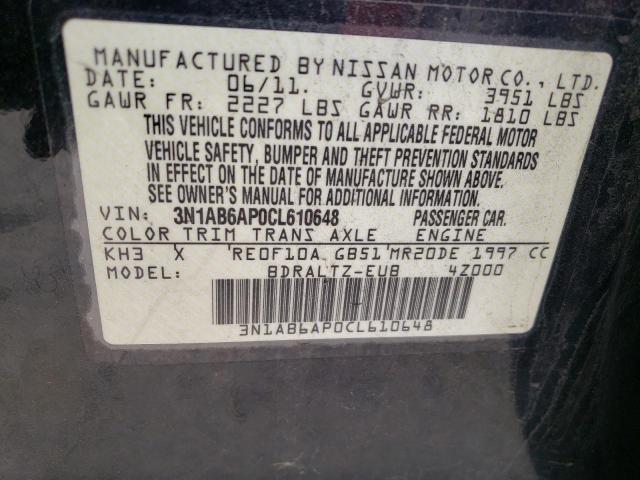 MANUFACTURED BY NISSAN MOTOR CO., LTD.
DATE: 06/11. GVWR: 3951 LBS
GAWR FR: 2227 LBS GAWR RR: 1810 LBS
THIS VEHICLE CONFORMS TO ALL APPLICABLE FEDERAL MOTOR
VEHICLE SAFETY, BUMPER AND THEFT PREVENTION STANDARDS
IN EFFECT ON THE DATE OF MANUFACTURE SHOWN ABOVE.
SEE OWNER'S MANUAL FOR ADDITIONAL INFORMATION
VIN: 3N1AB6AP0CL610648 PASSENGER CAR.
COLOR TRIM TRANS AXLE ENGINE
KH3 X RE0F10A GB51 MR20DE 1997 CC
MODEL: BDRALTZ-EUB 4Z000
3N1AB6AP0CL610648